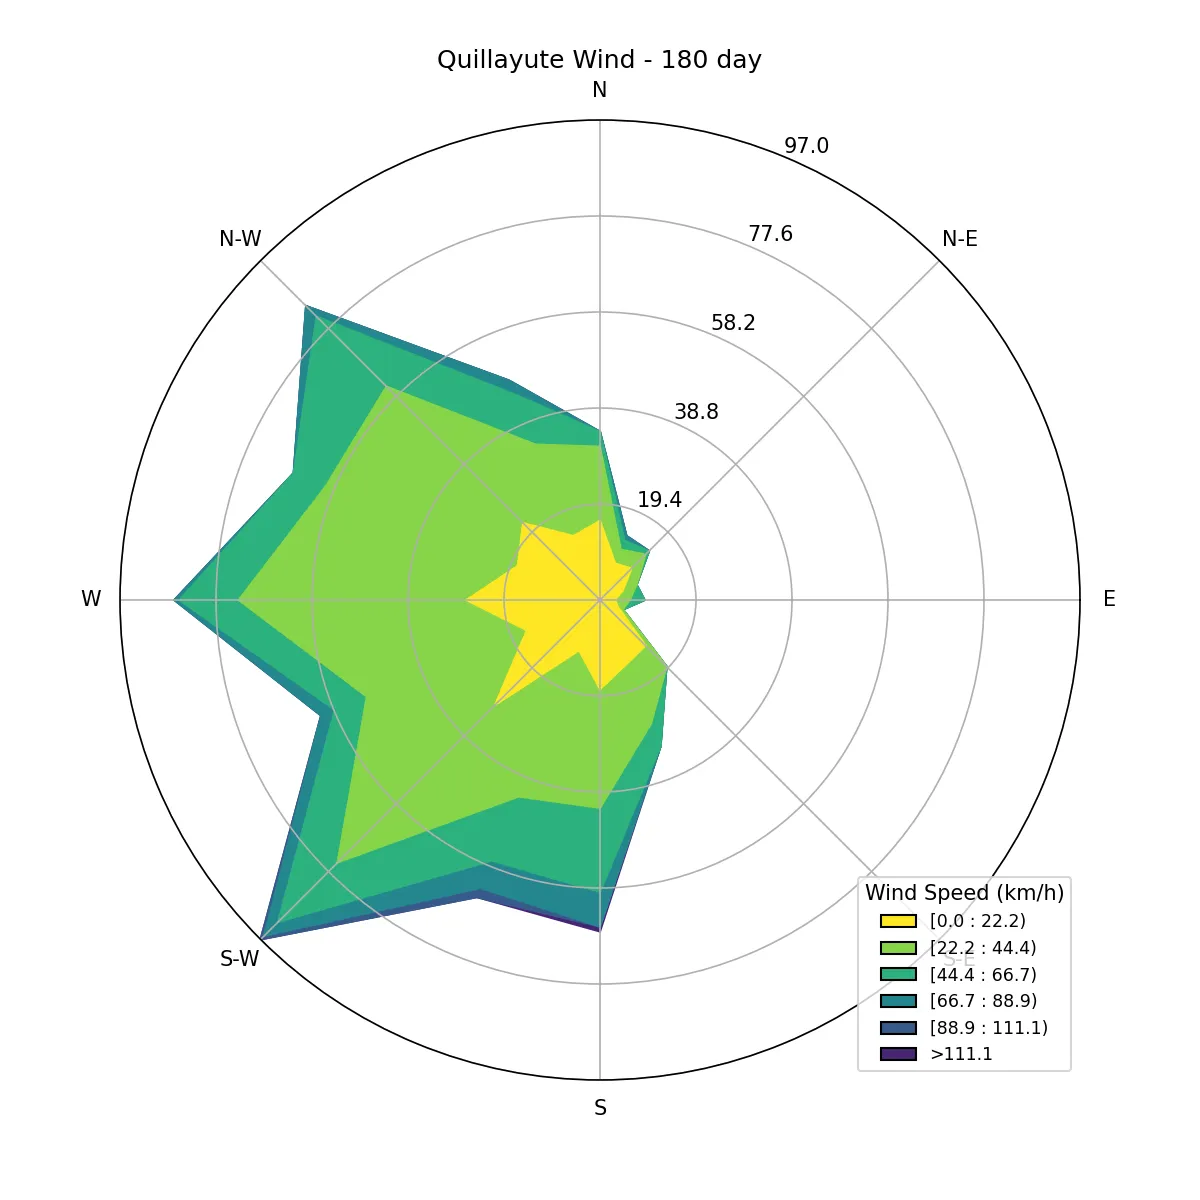 Quillayute Wind - 180 day
N
97.0
77.6
N-W
N-E
58.2
38.8
19.4
W
E
S-W
S-E
Wind Speed (km/h)
[0.0 : 22.2)
[22.2 : 44.4)
[44.4 : 66.7)
[66.7 : 88.9)
[88.9 : 111.1)
>111.1
S